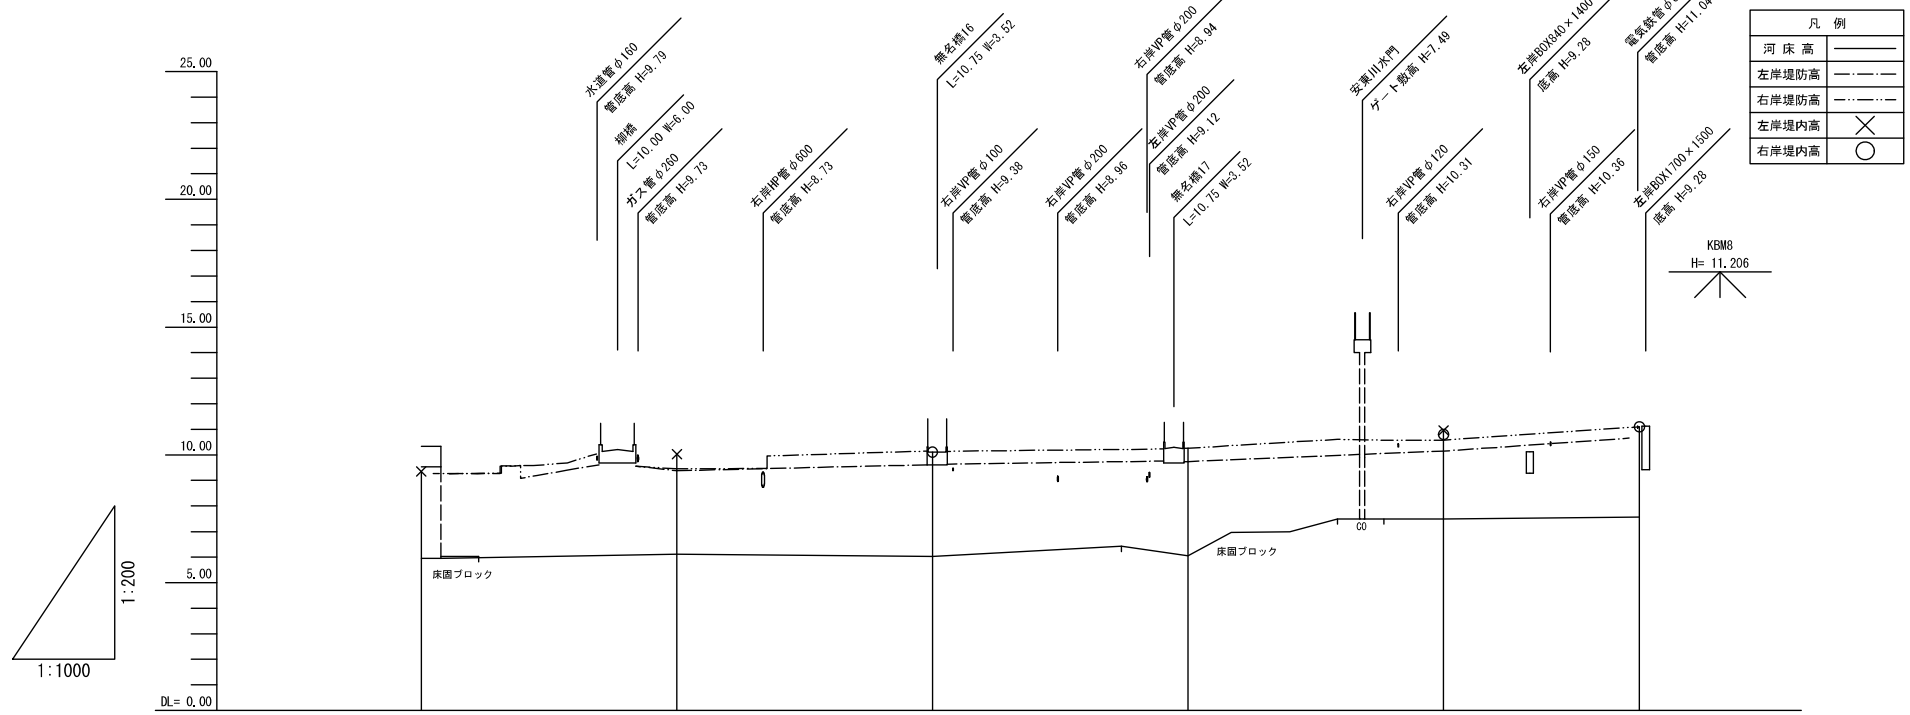 水道管φ160
管底高 H=9.79
柳橋
L=10.00 W=6.00
ガス管φ260
管底高 H=9.73
右岸HP管φ600
管底高 H=8.73
無名橋16
L=10.75 W=3.52
右岸VP管φ100
管底高 H=9.38
右岸VP管φ200
管底高 H=8.96
右岸VP管φ200
管底高 H=8.94
左岸VP管φ200
管底高 H=9.12
無名橋17
L=10.75 W=3.52
安東川水門
ゲート敷高 H=7.49
右岸VP管φ120
管底高 H=10.31
左岸BOX840×1400
底高 H=9.28
右岸VP管φ150
管底高 H=10.36
電気鉄管φ
管底高 H=11.04
左岸BOX1700×1500
底高 H=9.28
凡 例
河 床 高
左岸堤防高
右岸堤防高
左岸堤内高
右岸堤内高
KBM8
H= 11.206
25.00
20.00
15.00
10.00
5.00
DL= 0.00
1:200
1:1000
床固ブロック
床固ブロック
CO